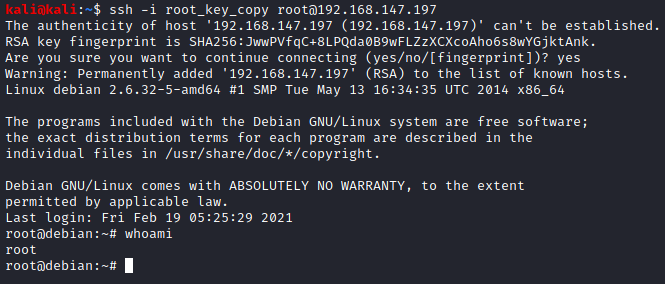 kali@kali:~$ ssh -i root_key_copy root@192.168.147.197
The authenticity of host '192.168.147.197 (192.168.147.197)' can't be established.
RSA key fingerprint is SHA256:JwwPVfqC+8LPQda0B9wFLZzXCXcoAho6s8wYGjktAnk.
Are you sure you want to continue connecting (yes/no/[fingerprint])? yes
Warning: Permanently added '192.168.147.197' (RSA) to the list of known hosts.
Linux debian 2.6.32-5-amd64 #1 SMP Tue May 13 16:34:35 UTC 2014 x86_64
The programs included with the Debian GNU/Linux system are free software;
the exact distribution terms for each program are described in the
individual files in /usr/share/doc/*/copyright.
Debian GNU/Linux comes with ABSOLUTELY NO WARRANTY, to the extent
permitted by applicable law.
Last login: Fri Feb 19 05:25:29 2021
root@debian:~# whoami
root
root@debian:~#